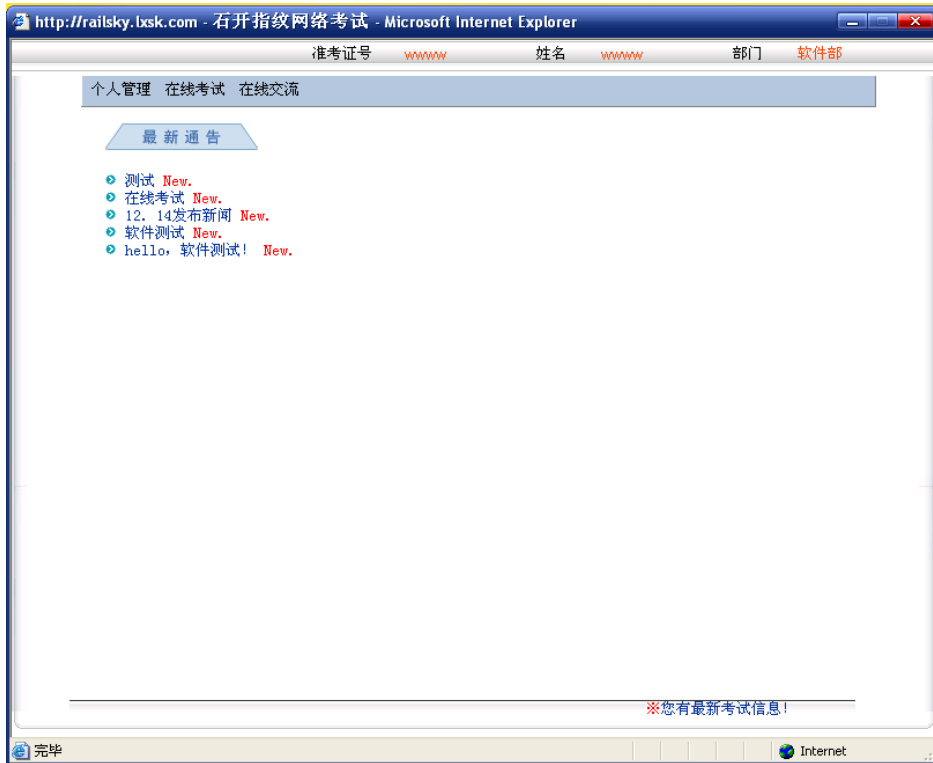 http://railsky.lxsk.com - 石开指纹网络考试 - Microsoft Internet Explorer
准考证号 wwww 姓名 wwww 部门 软件部
个人管理 在线考试 在线交流
最新通告
测试 New.
在线考试 New.
12. 14发布新闻 New.
软件测试 New.
hello，软件测试！ New.
※您有最新考试信息！
完毕 Internet